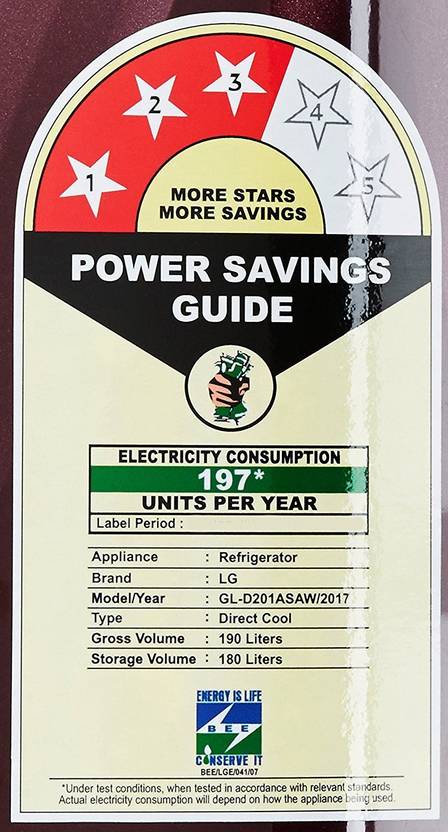 1 2 3 4 5
MORE STARS
MORE SAVINGS
POWER SAVINGS
GUIDE
ELECTRICITY CONSUMPTION
197*
UNITS PER YEAR
Label Period :
Appliance : Refrigerator
Brand : LG
Model/Year : GL-D201ASAW/2017
Type : Direct Cool
Gross Volume : 190 Liters
Storage Volume : 180 Liters
ENERGY IS LIFE
BEE
CONSERVE IT
BEE/LGE/041/07
*Under test conditions, when tested in accordance with relevant standards.
Actual electricity consumption will depend on how the appliance being used.